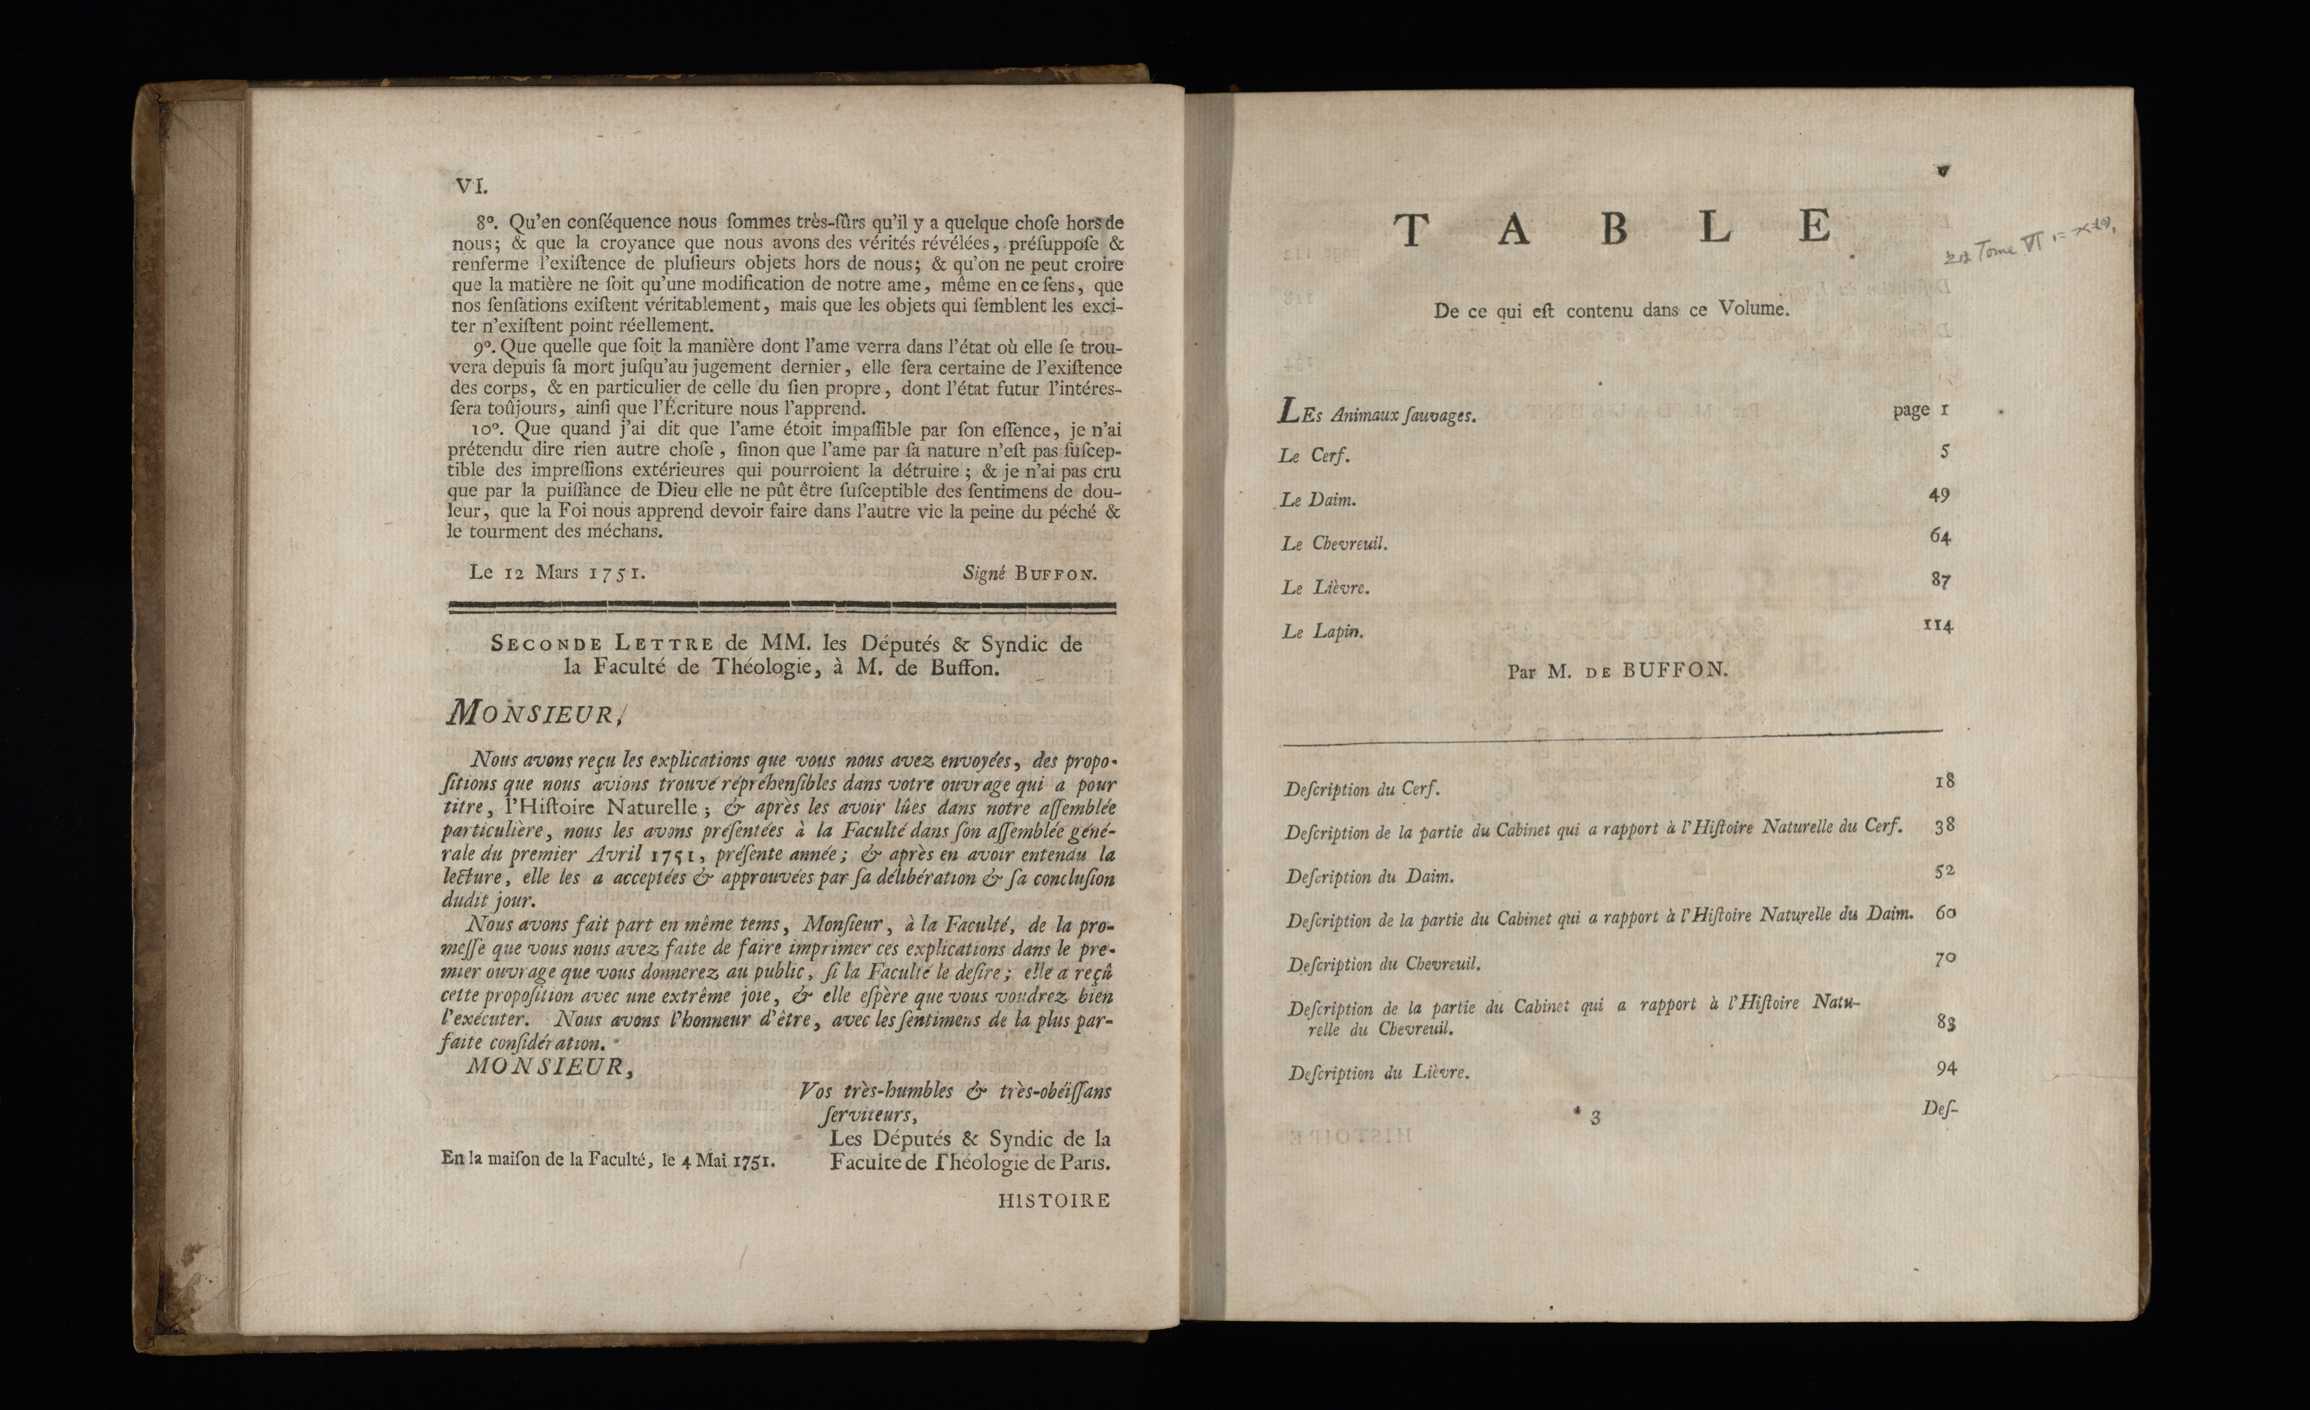 VI.
8º. Qu'en conſéquence nous ſommes très-ſûrs qu'il y a quelque choſe hors de
nous; & que la croyance que nous avons des vérités révélées, préſuppoſe &
renferme l'exiſtence de pluſieurs objets hors de nous; & qu'on ne peut croire
que la matière ne ſoit qu'une modification de notre ame, même en ce ſens, que
nos ſenſations exiſtent véritablement, mais que les objets qui ſemblent les exci-
ter n'exiſtent point réellement.
9º. Que quelle que ſoit la manière dont l'ame verra dans l'état où elle ſe trou-
vera depuis ſa mort juſqu'au jugement dernier, elle ſera certaine de l'exiſtence
des corps, & en particulier de celle du ſien propre, dont l'état futur l'intéres-
ſera toûjours, ainſi que l'Écriture nous l'apprend.
10º. Que quand j'ai dit que l'ame étoit impaſſible par ſon eſſence, je n'ai
prétendu dire rien autre choſe, ſinon que l'ame par ſa nature n'eſt pas ſuſcep-
tible des impreſſions extérieures qui pourroient la détruire; & je n'ai pas cru
que par la puiſſance de Dieu elle ne pût être ſuſceptible des ſentimens de dou-
leur, que la Foi nous apprend devoir faire dans l'autre vie la peine du péché &
le tourment des méchans.
Le 12 Mars 1751. Signé BUFFON.
SECONDE LETTRE de MM. les Députés & Syndic de
la Faculté de Théologie, à M. de Buffon.
MONSIEUR,
Nous avons reçu les explications que vous nous avez envoyées, des propo-
ſitions que nous avions trouvé répréhenſibles dans votre ouvrage qui a pour
titre, l'Hiſtoire Naturelle; & après les avoir lûes dans notre aſſemblée
particulière, nous les avons préſentées à la Faculté dans ſon aſſemblée géné-
rale du premier Avril 1751, préſente année; & après en avoir entendu la
lecture, elle les a acceptées & approuvées par ſa délibération & ſa concluſion
dudit jour.
Nous avons fait part en même tems, Monſieur, à la Faculté, de la pro-
meſſe que vous nous avez faite de faire imprimer ces explications dans le pre-
mier ouvrage que vous donnerez au public, ſi la Faculté le deſire; elle a reçû
cette propoſition avec une extrême joie, & elle eſpère que vous voudrez bien
l'exécuter. Nous avons l'honneur d'être, avec les ſentimens de la plus par-
faite conſidération.
MONSIEUR,
Vos très-humbles & très-obéiſſans
ſerviteurs,
Les Députés & Syndic de la
En la maiſon de la Faculté, le 4 Mai 1751. Faculté de Théologie de Paris.
HISTOIRE
V
TABLE
Tome VI
De ce qui eſt contenu dans ce Volume.
LEs Animaux ſauvages. page 1
Le Cerf. 5
Le Daim. 49
Le Chevreuil. 64
Le Lièvre. 87
Le Lapin. 114
Par M. DE BUFFON.
Deſcription du Cerf. 18
Deſcription de la partie du Cabinet qui a rapport à l'Hiſtoire Naturelle du Cerf. 38
Deſcription du Daim. 52
Deſcription de la partie du Cabinet qui a rapport à l'Hiſtoire Naturelle du Daim. 60
Deſcription du Chevreuil. 70
Deſcription de la partie du Cabinet qui a rapport à l'Hiſtoire Natu-
relle du Chevreuil. 83
Deſcription du Lièvre. 94
* 3 Deſ-